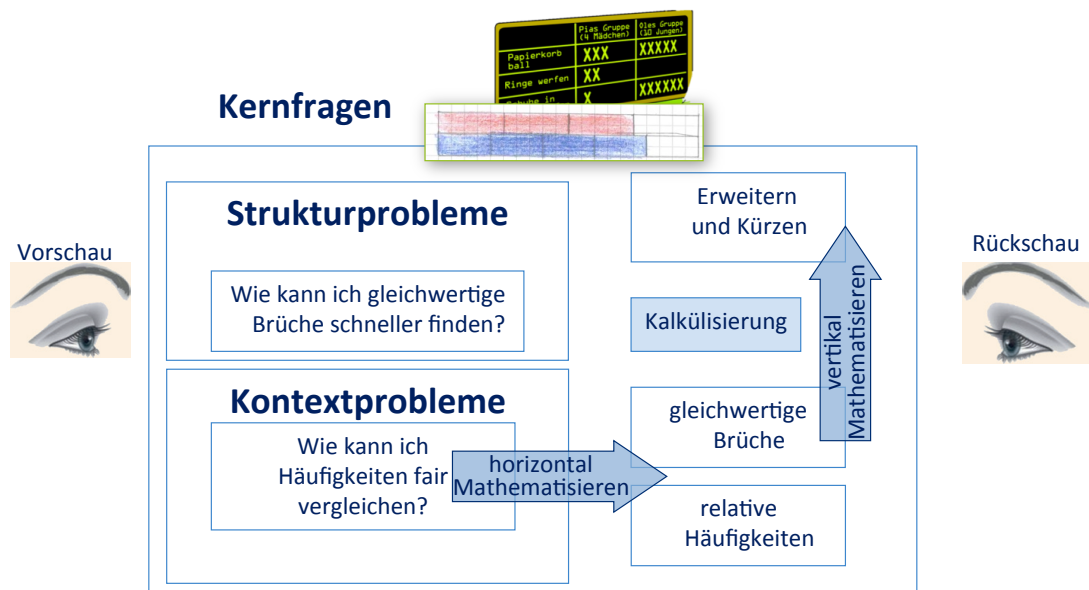 Pias Gruppe
(4 Mädchen)
Oles Gruppe
(10 Jungen)
Papierkorb
ball
XXX
XXXXX
Ringe werfen
XX
X
XXXXXX
Kernfragen
Strukturprobleme
Wie kann ich gleichwertige
Brüche schneller finden?
Erweitern
und Kürzen
Vorschau
Rückschau
Kalkülisierung
vertikal
Mathematisieren
Kontextprobleme
Wie kann ich
Häufigkeiten fair
vergleichen?
horizontal
Mathematisieren
gleichwertige
Brüche
relative
Häufigkeiten